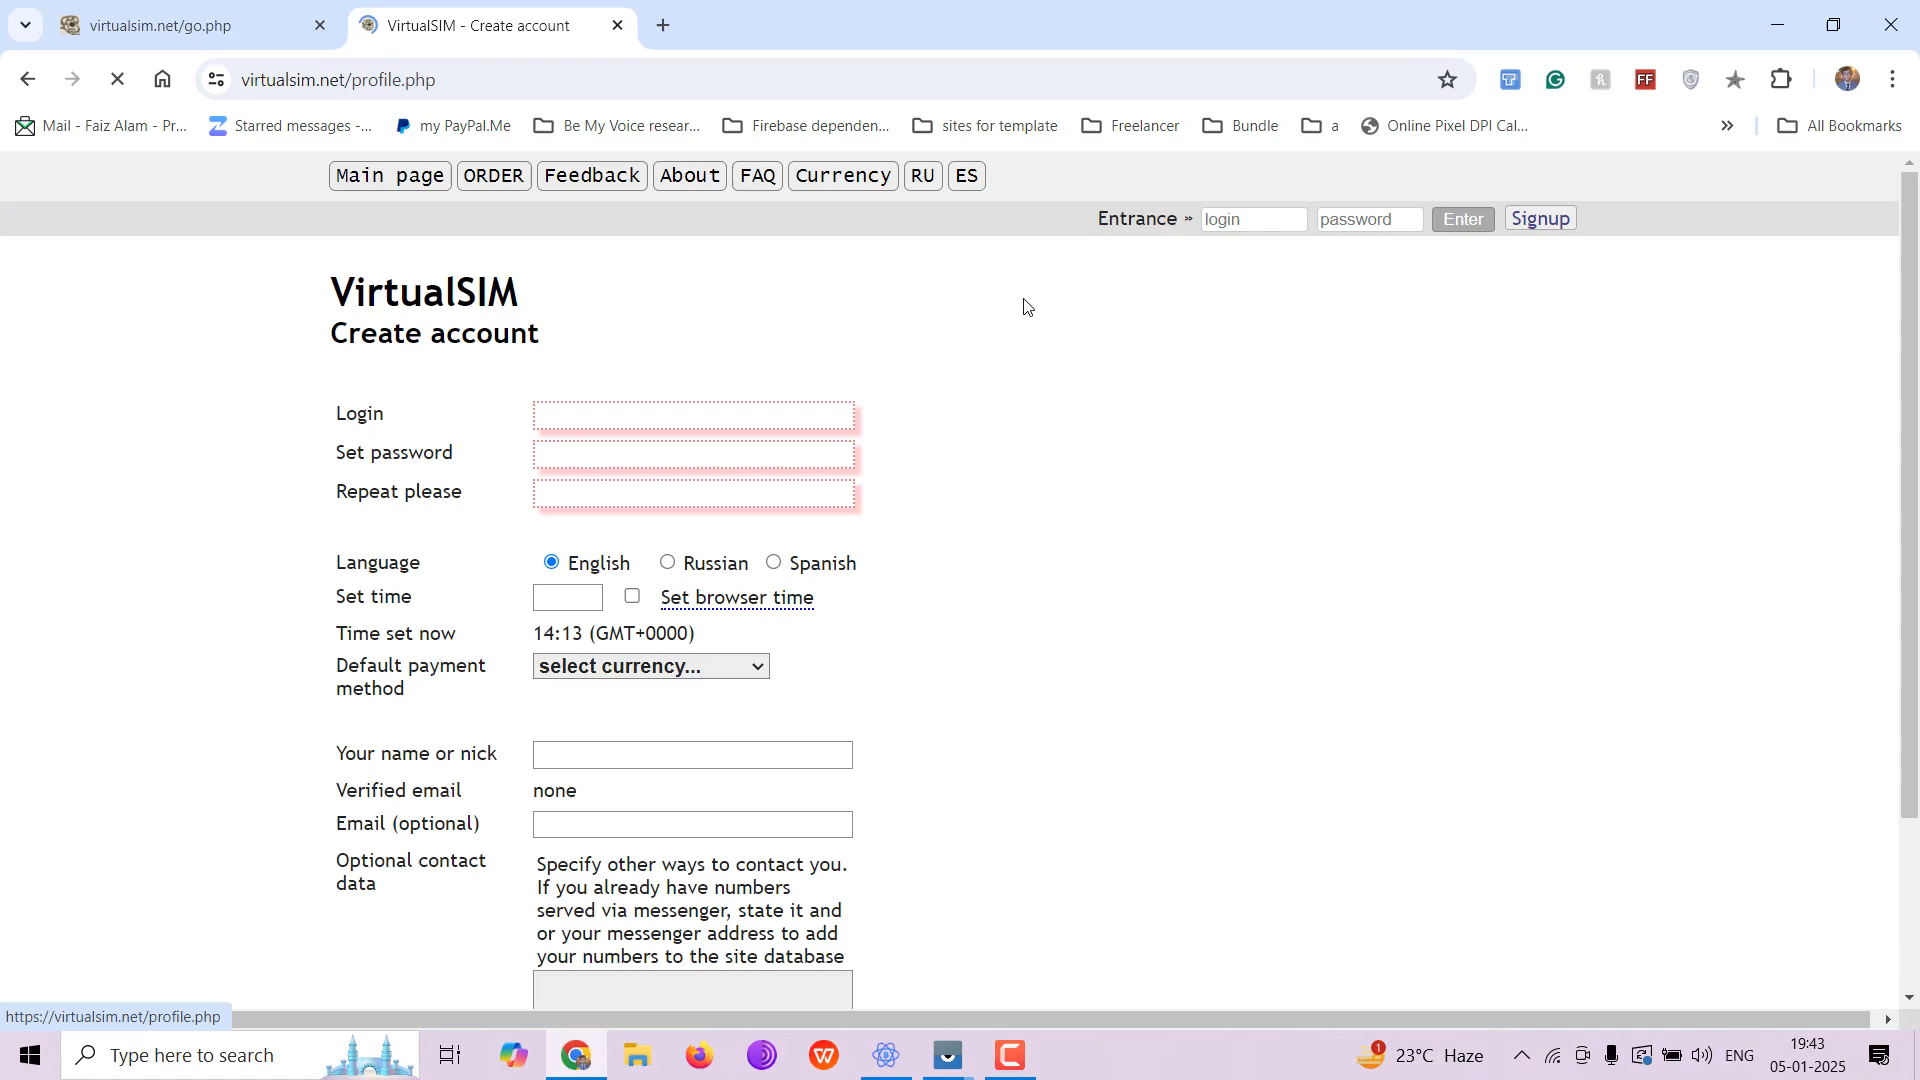 virtualsim.net/go.php
VirtualSIM - Create account
virtualsim.net/profile.php
Mail - Faiz Alam - Pr...
Starred messages -...
my PayPal.Me
Be My Voice resear...
Firebase dependen...
sites for template
Freelancer
Bundle
a
Online Pixel DPI Cal...
»
All Bookmarks
Main page
ORDER
Feedback
About
FAQ
Currency
RU
ES
Entrance »
login
password
Enter
Signup
VirtualSIM
Create account
Login
Set password
Repeat please
Language
English
Russian
Spanish
Set time
Set browser time
Time set now
14:13 (GMT+0000)
Default payment
method
select currency...
Your name or nick
Verified email
none
Email (optional)
Optional contact
data
Specify other ways to contact you.
If you already have numbers
served via messenger, state it and
or your messenger address to add
your numbers to the site database
https://virtualsim.net/profile.php
Type here to search
1
23°C Haze
ENG
19:43
05-01-2025